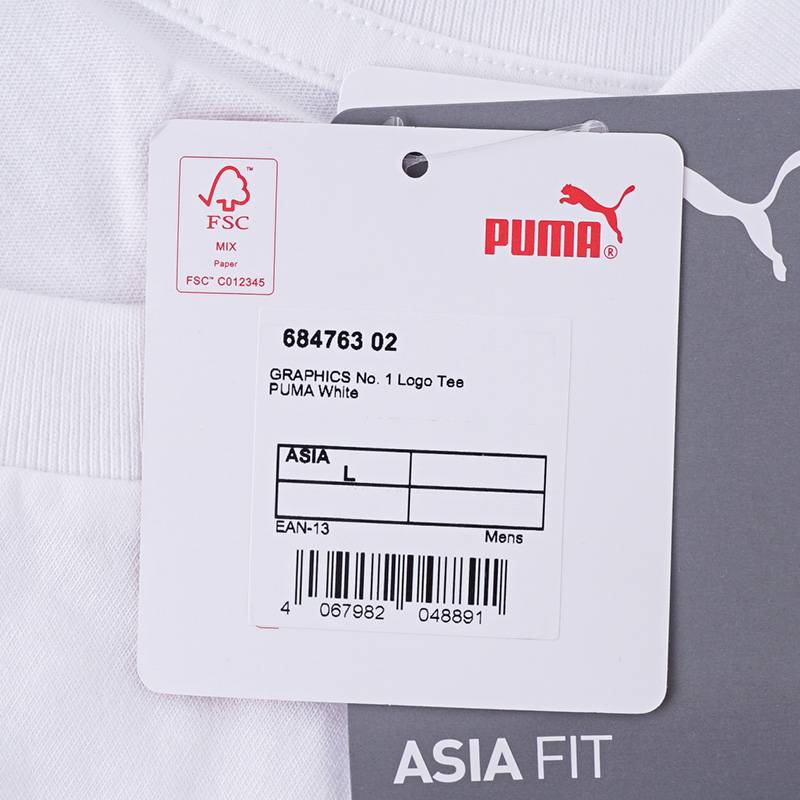 FSC™
MIX
Paper
FSC™ C012345
PUMA®
684763 02
GRAPHICS No. 1 Logo Tee
PUMA White
ASIA
L
EAN-13
Mens
4 067982 048891
ASIA FIT